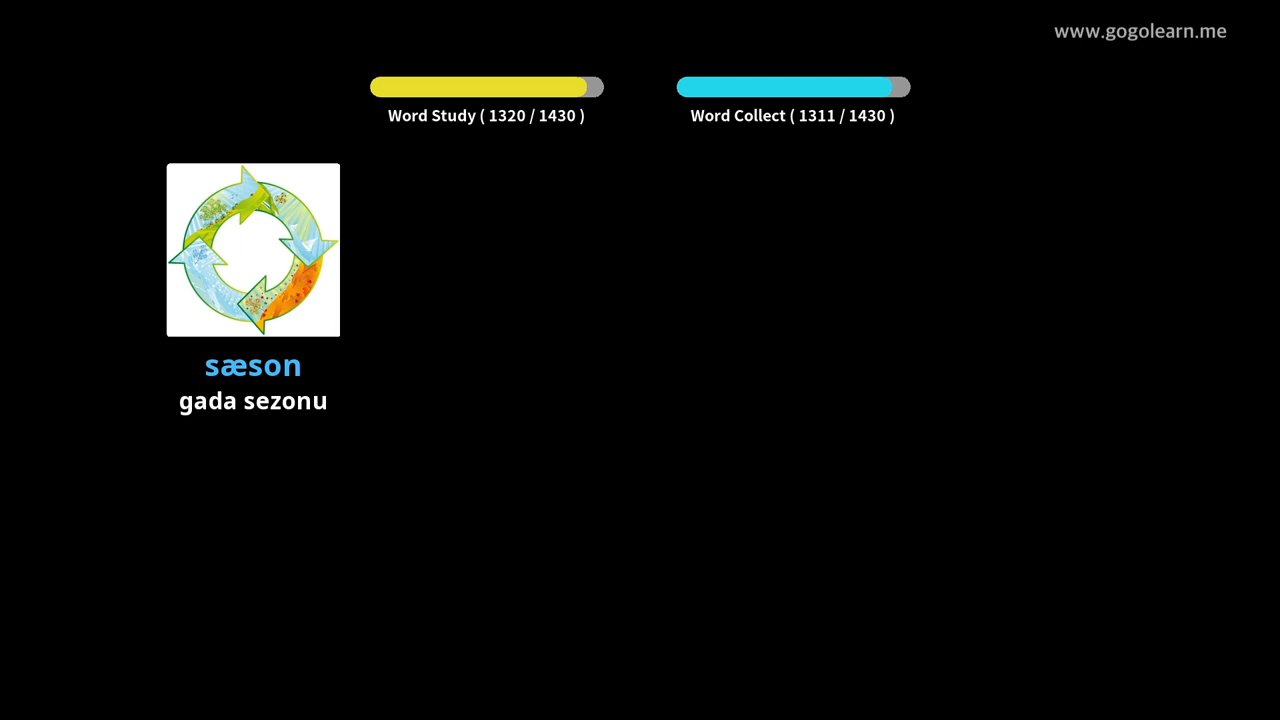 www.gogolearn.me
Word Study ( 1320 / 1430 )
Word Collect ( 1311 / 1430 )
sæson
gada sezonu